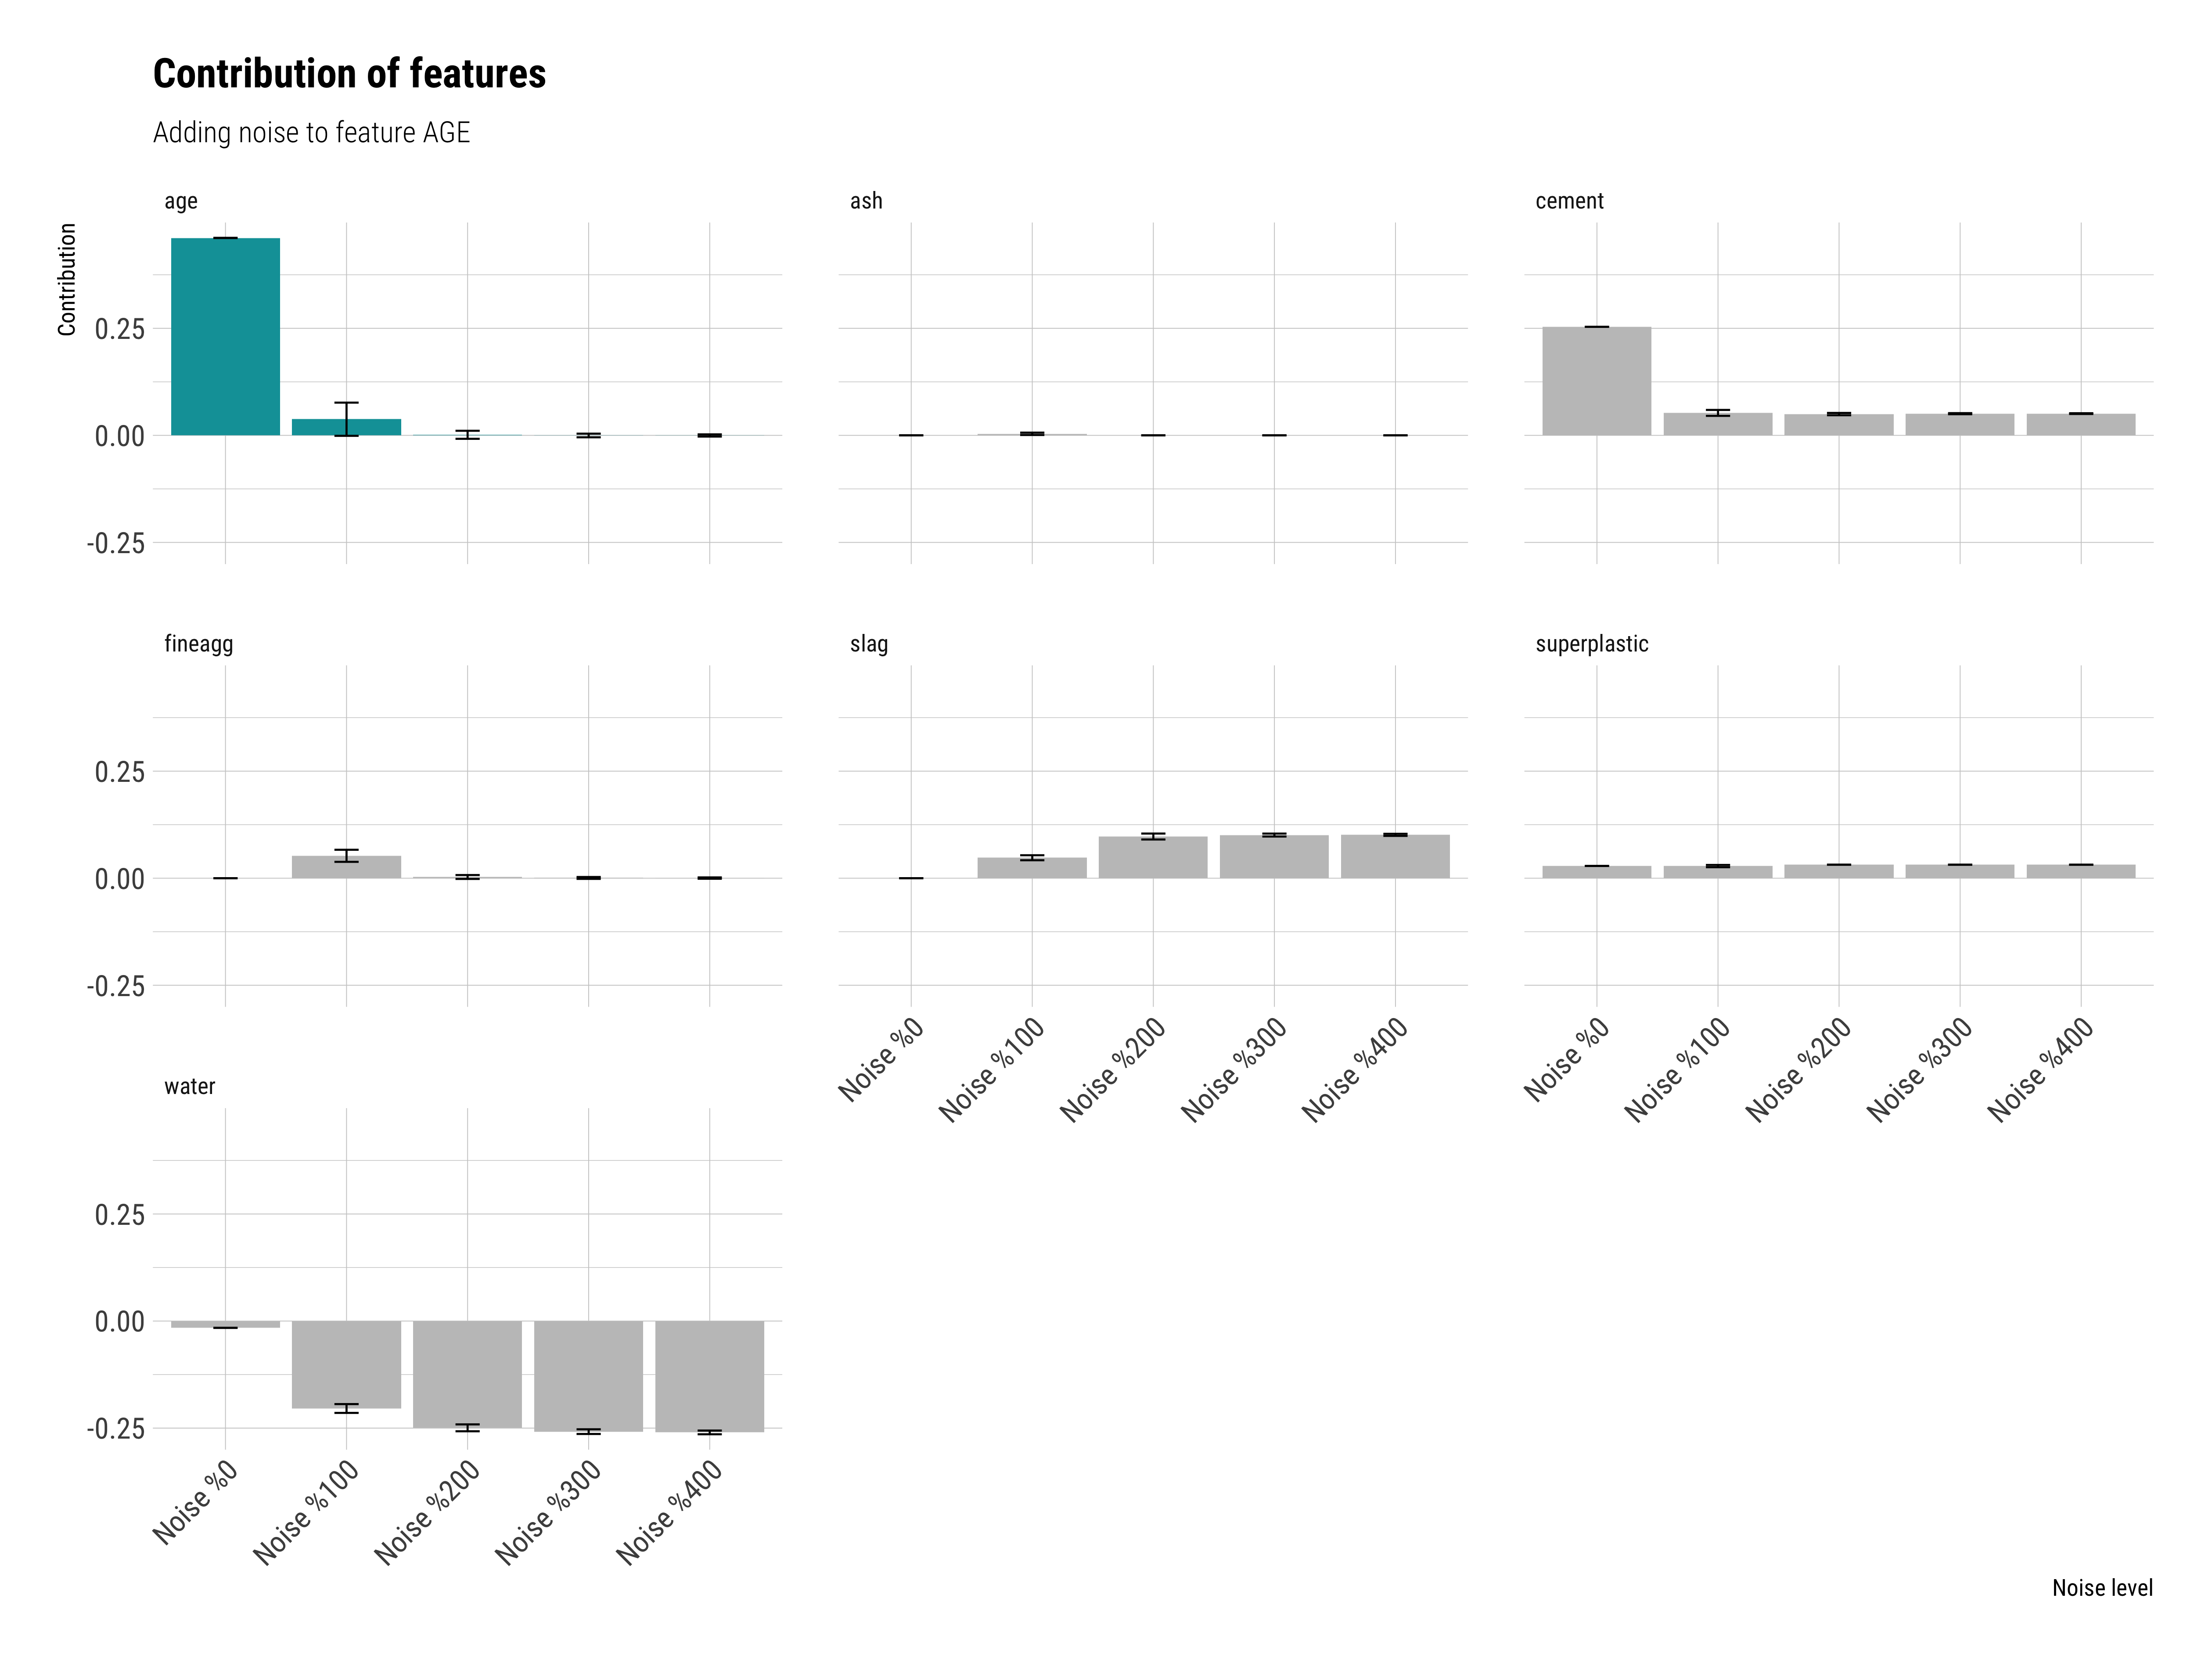 Contribution of features
Adding noise to feature AGE
age
ash
cement
Contribution
0.25
0.00
-0.25
fineagg
slag
superplastic
0.25
0.00
-0.25
Noise %0
Noise %100
Noise %200
Noise %300
Noise %400
Noise %0
Noise %100
Noise %200
Noise %300
Noise %400
water
0.25
0.00
-0.25
Noise %0
Noise %100
Noise %200
Noise %300
Noise %400
Noise level